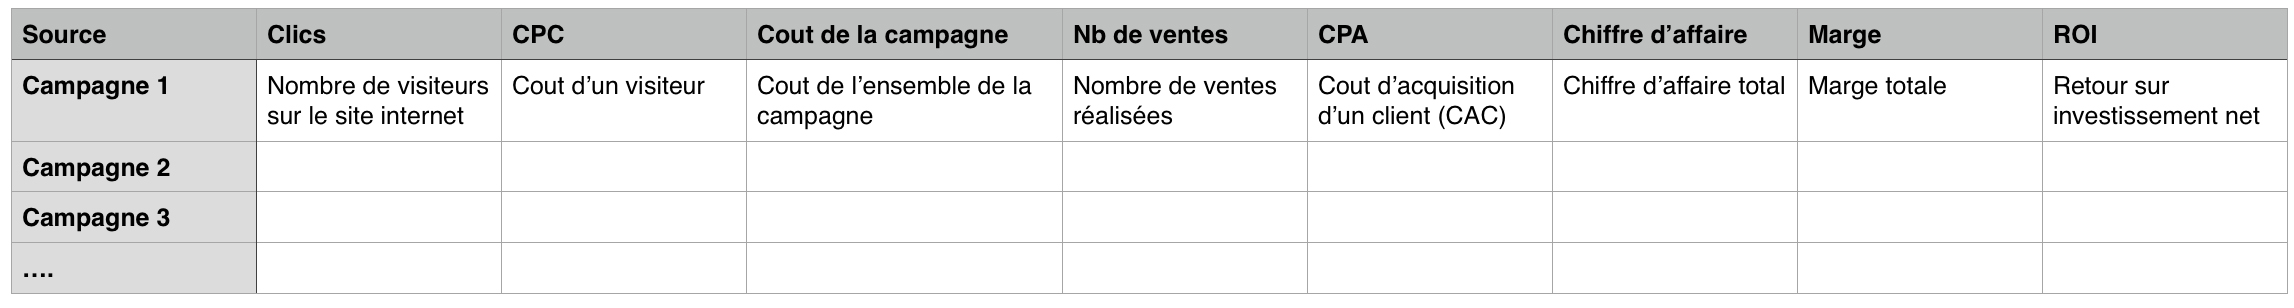 Source Clics CPC Cout de la campagne Nb de ventes CPA Chiffre d’affaire Marge ROI
Campagne 1 Nombre de visiteurs Cout d’un visiteur Cout de l’ensemble de la Nombre de ventes Cout d’acquisition Chiffre d’affaire total Marge totale Retour sur
sur le site internet campagne réalisées d’un client (CAC) investissement net
Campagne 2
Campagne 3
….